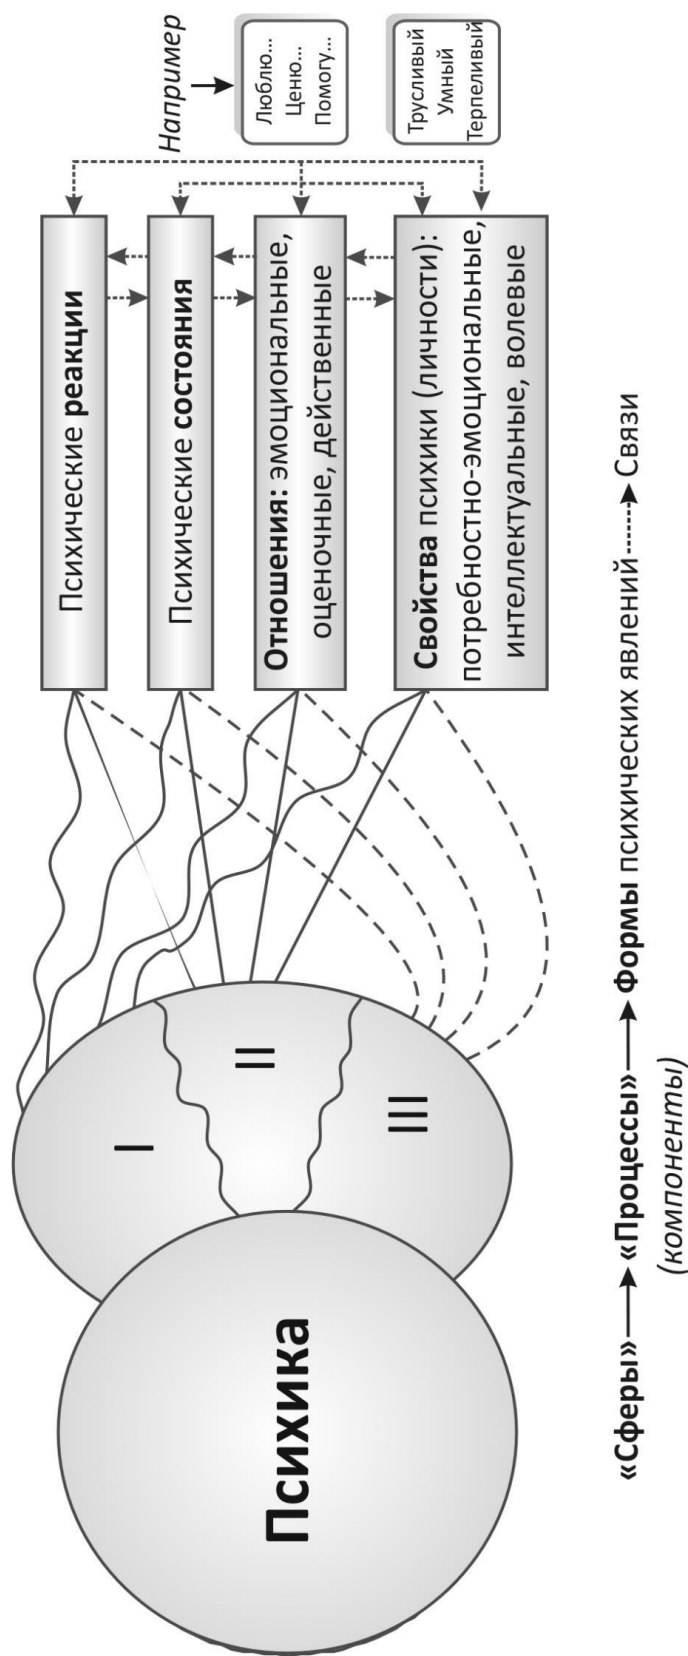 Психика
I
II
III
Психические реакции
Психические состояния
Отношения: эмоциональные,
оценочные, действенные
Свойства психики (личности):
потребностно-эмоциональные,
интеллектуальные, волевые
Например
Люблю...
Ценю...
Помогу...
Трусливый
Умный
Терпеливый
«Сферы» «Процессы» Формы психических явлений Связи
(компоненты)